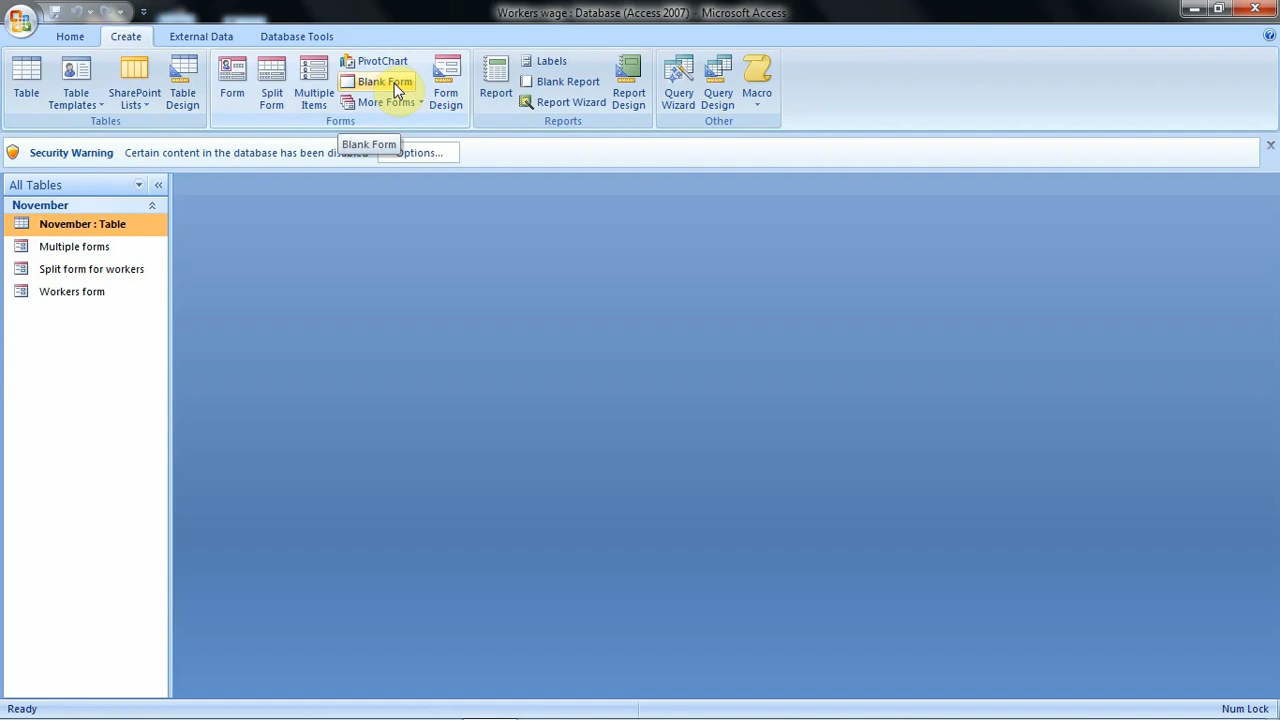 Workers wage : Database (Access 2007) - Microsoft Access
Home Create External Data Database Tools
Table
Table Templates
SharePoint Lists
Table Design
Tables
Form
Split Form
Multiple Items
PivotChart
Blank Form
More Forms
Form Design
Forms
Report
Labels
Blank Report
Report Wizard
Report Design
Reports
Query Wizard
Query Design
Macro
Other
Blank Form
Security Warning Certain content in the database has been Options...
All Tables
November
November : Table
Multiple forms
Split form for workers
Workers form
Ready
Num Lock